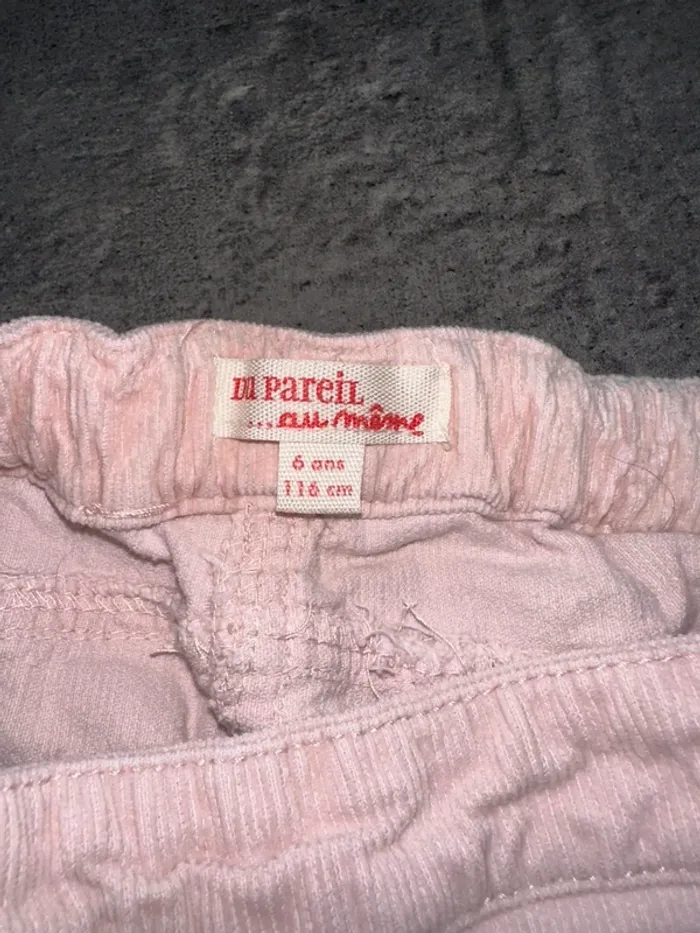 DU PAREIL
...au même
6 ans
116 cm